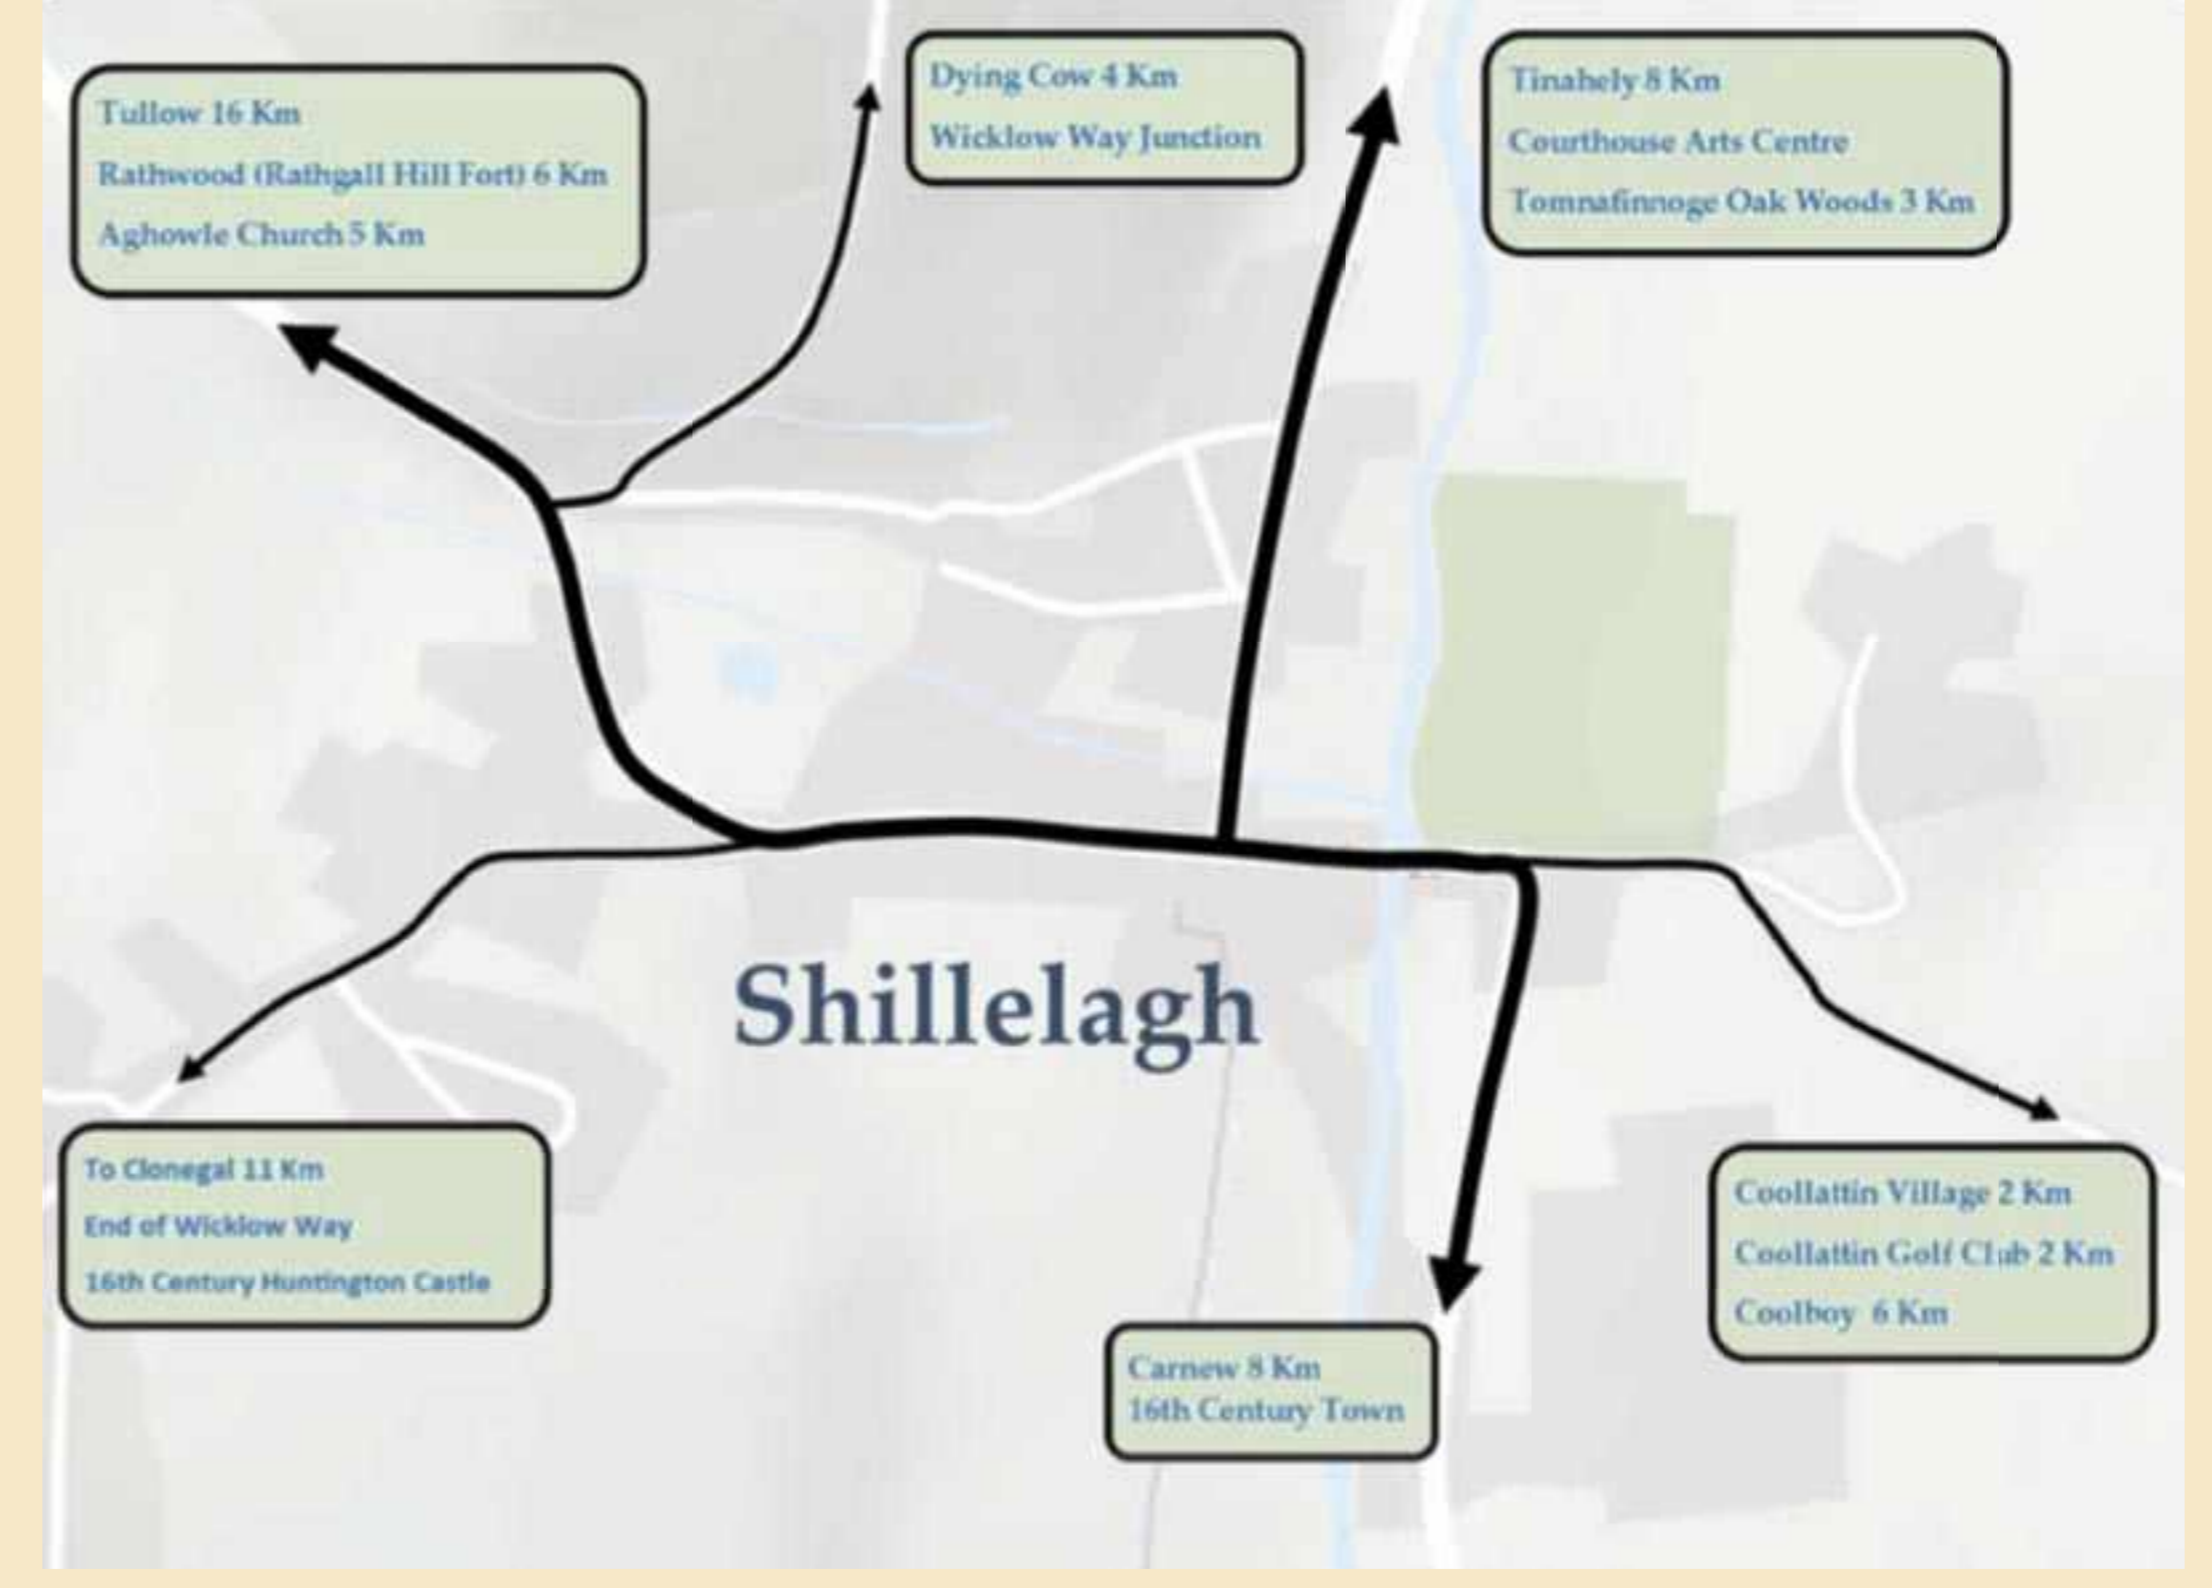 Tullow 16 Km
Rathwood (Rathgall Hill Fort) 6 Km
Aghowle Church 5 Km
Dying Cow 4 Km
Wicklow Way Junction
Tinahely 8 Km
Courthouse Arts Centre
Tomnafinnoge Oak Woods 3 Km
Shillelagh
To Clonegal 11 Km
End of Wicklow Way
16th Century Huntington Castle
Carnew 8 Km
16th Century Town
Coollattin Village 2 Km
Coollattin Golf Club 2 Km
Coolboy 6 Km